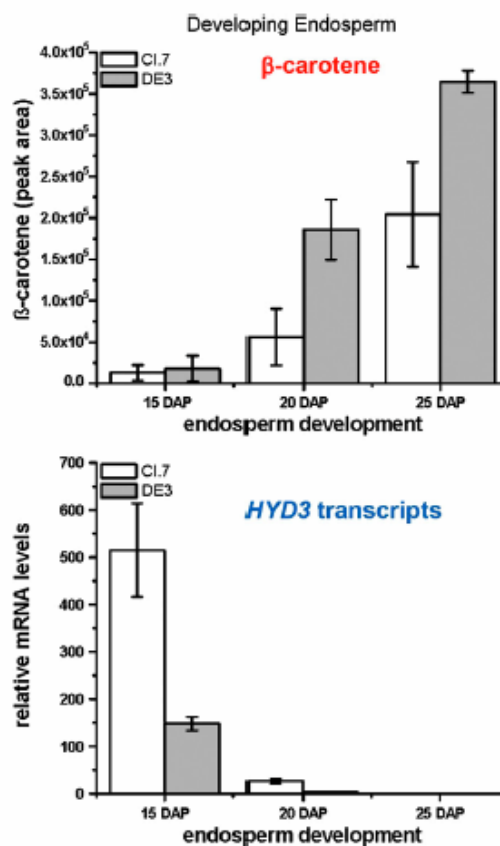 Developing Endosperm
CI.7
DE3
β-carotene
ß-carotene (peak area)
4.0x10⁵
3.5x10⁵
3.0x10⁵
2.5x10⁵
2.0x10⁵
1.5x10⁵
1.0x10⁵
5.0x10⁴
0.0
15 DAP 20 DAP 25 DAP
endosperm development
CI.7
DE3
HYD3 transcripts
relative mRNA levels
700
600
500
400
300
200
100
0
15 DAP 20 DAP 25 DAP
endosperm development